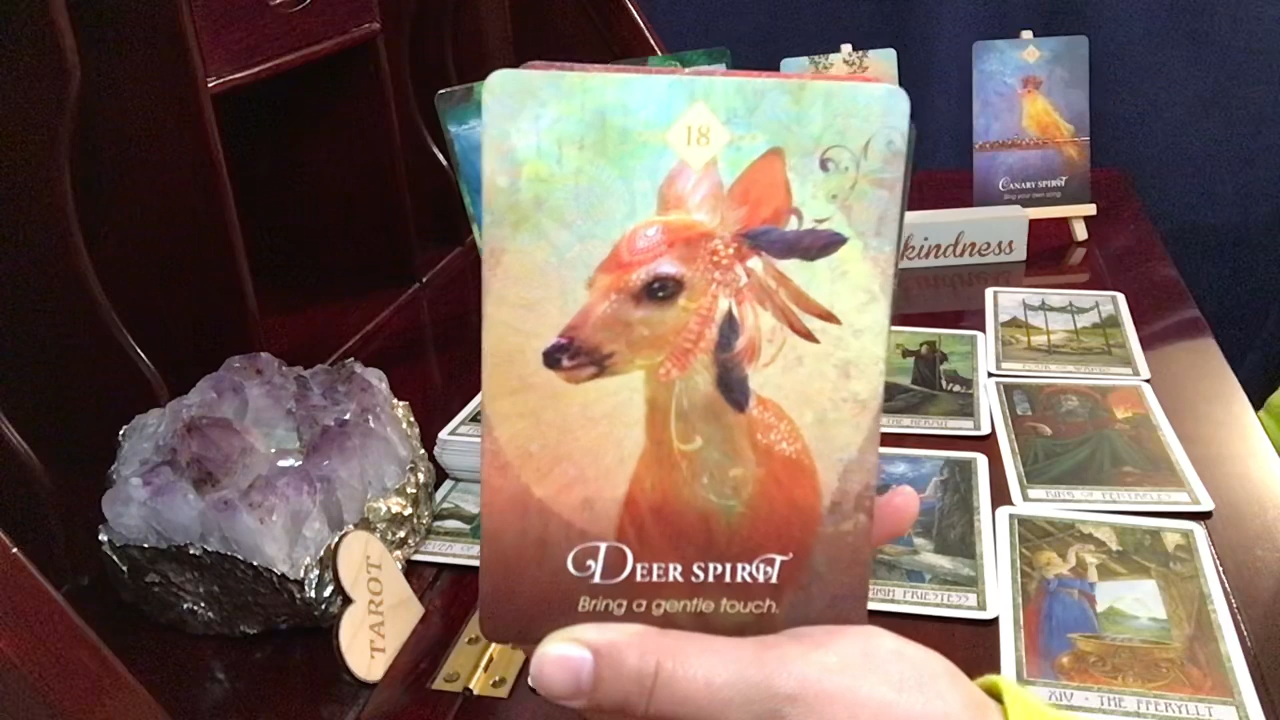 18
DEER SPIRIT
Bring a gentle touch.
CANARY SPIRIT
Sing your own song.
kindness
TAROT
THE HERMIT
KING OF PENTACLES
HIGH PRIESTESS
XIV - THE FFERYLLT